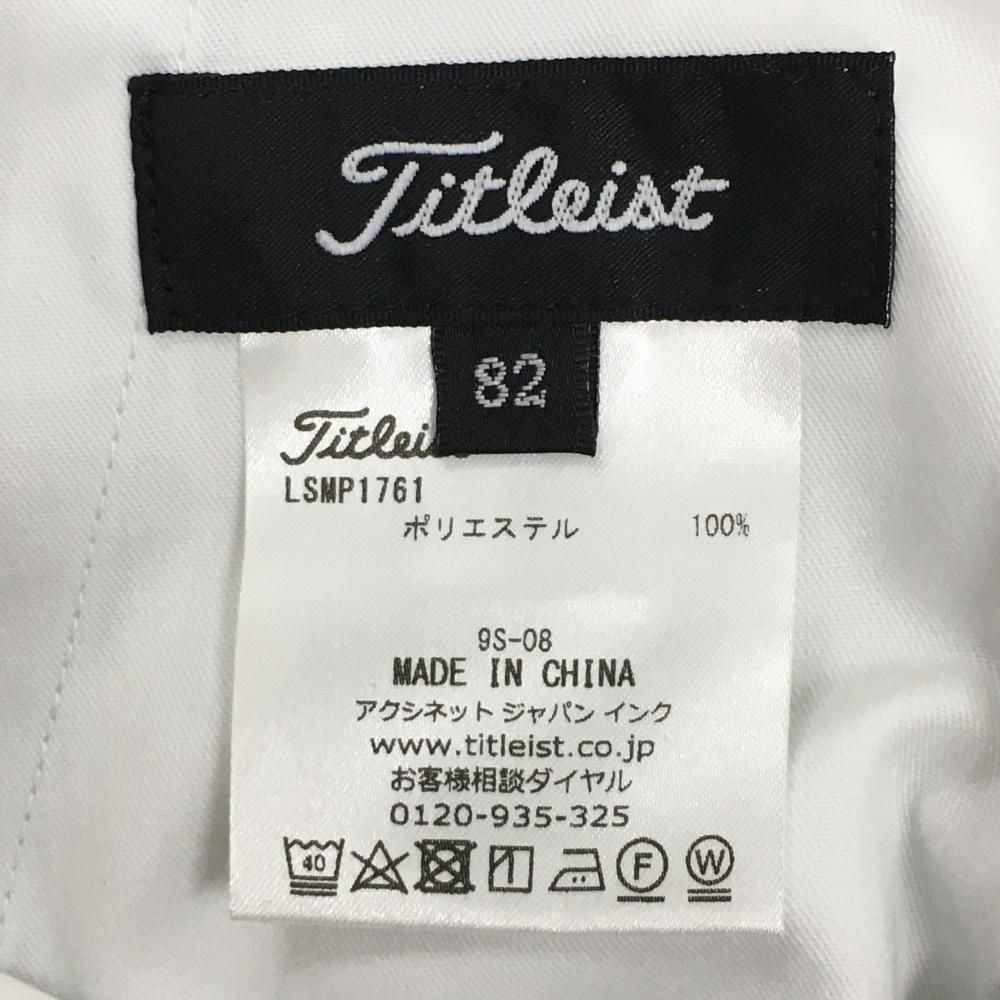 Titleist
82
Titleist
LSMP1761
ポリエステル 100%
9S-08
MADE IN CHINA
アクシネット ジャパン インク
www.titleist.co.jp
お客様相談ダイヤル
0120-935-325
40 F W